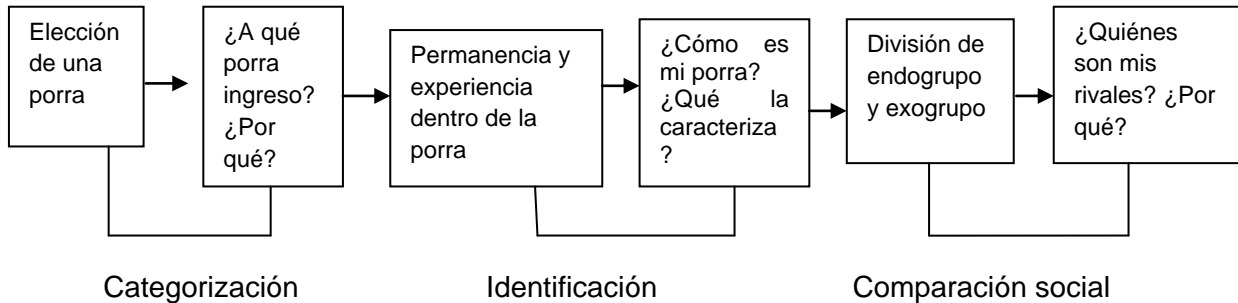 Elección
de una
porra
¿A qué
porra
ingreso?
¿Por
qué?
Permanencia y
experiencia
dentro de la
porra
¿Cómo es
mi porra?
¿Qué la
caracteriza
?
División de
endogrupo
y exogrupo
¿Quiénes
son mis
rivales? ¿Por
qué?
Categorización
Identificación
Comparación social